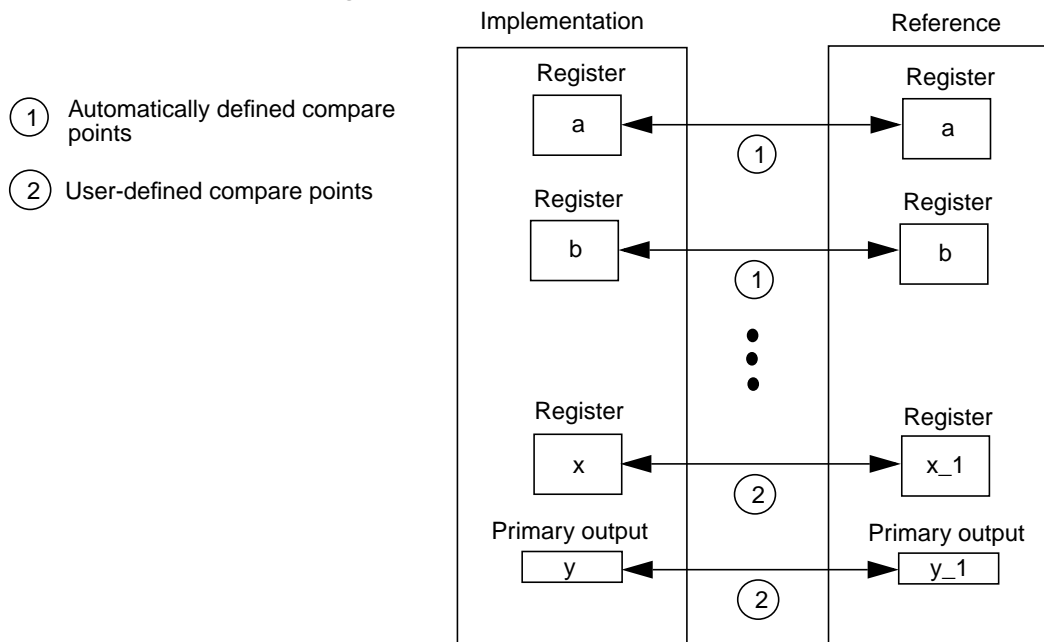 Implementation
Reference
1 Automatically defined compare
points
2 User-defined compare points
Register
Register
a
a
1
Register
Register
b
b
1
Register
Register
x
x_1
2
Primary output
Primary output
y
y_1
2